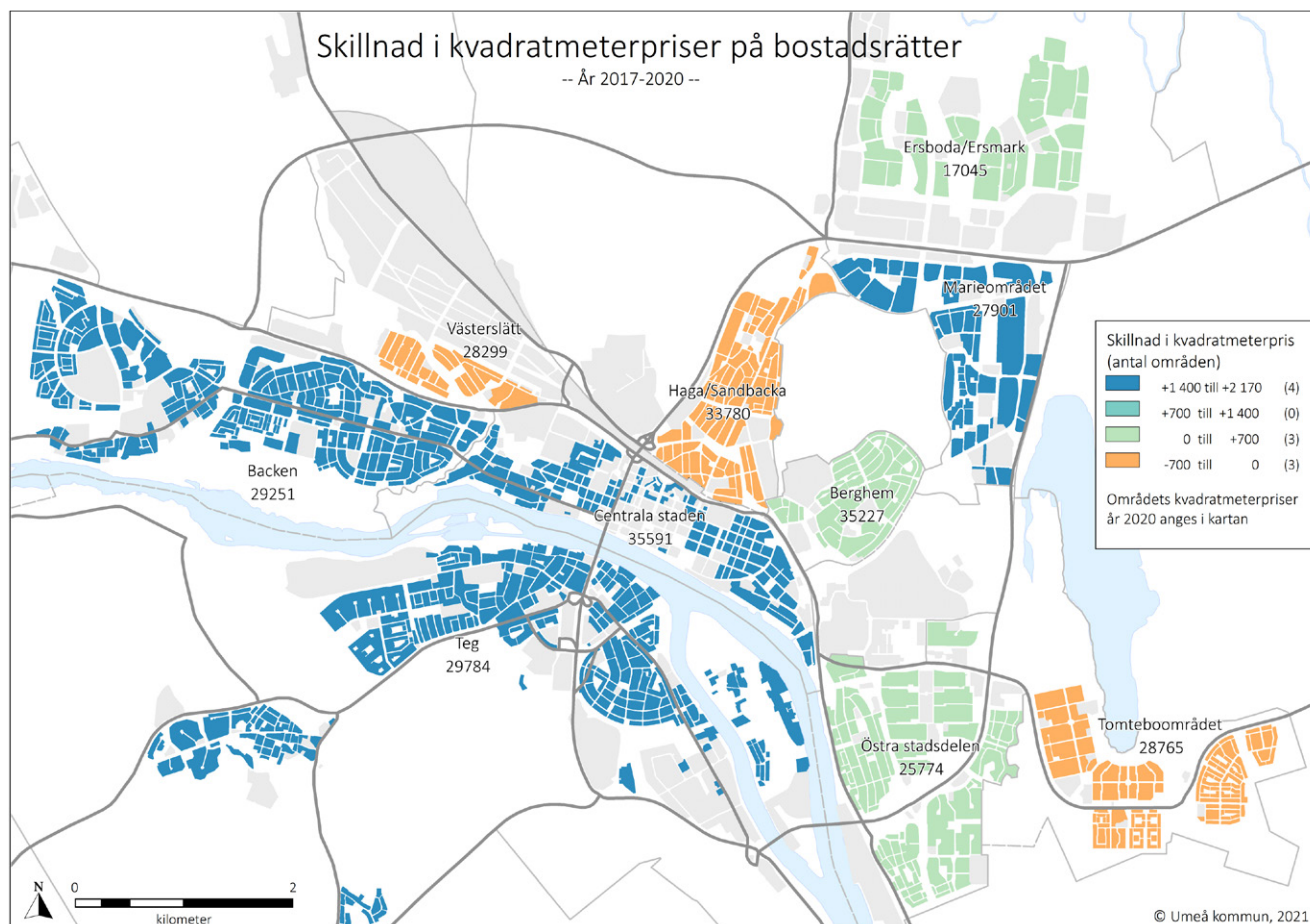 Skillnad i kvadratmeterpriser på bostadsrätter
-- År 2017-2020 --
Ersboda/Ersmark
17045
Marieområdet
27901
Västerslätt
28299
Haga/Sandbacka
33780
Backen
29251
Centrala staden
35591
Berghem
35227
Teg
29784
Östra stadsdelen
25774
Tomteboområdet
28765
Skillnad i kvadratmeterpris
(antal områden)
+1 400 till +2 170 (4)
+700 till +1 400 (0)
0 till +700 (3)
-700 till 0 (3)
Områdets kvadratmeterpriser
år 2020 anges i kartan
N
0 2
kilometer
© Umeå kommun, 2021